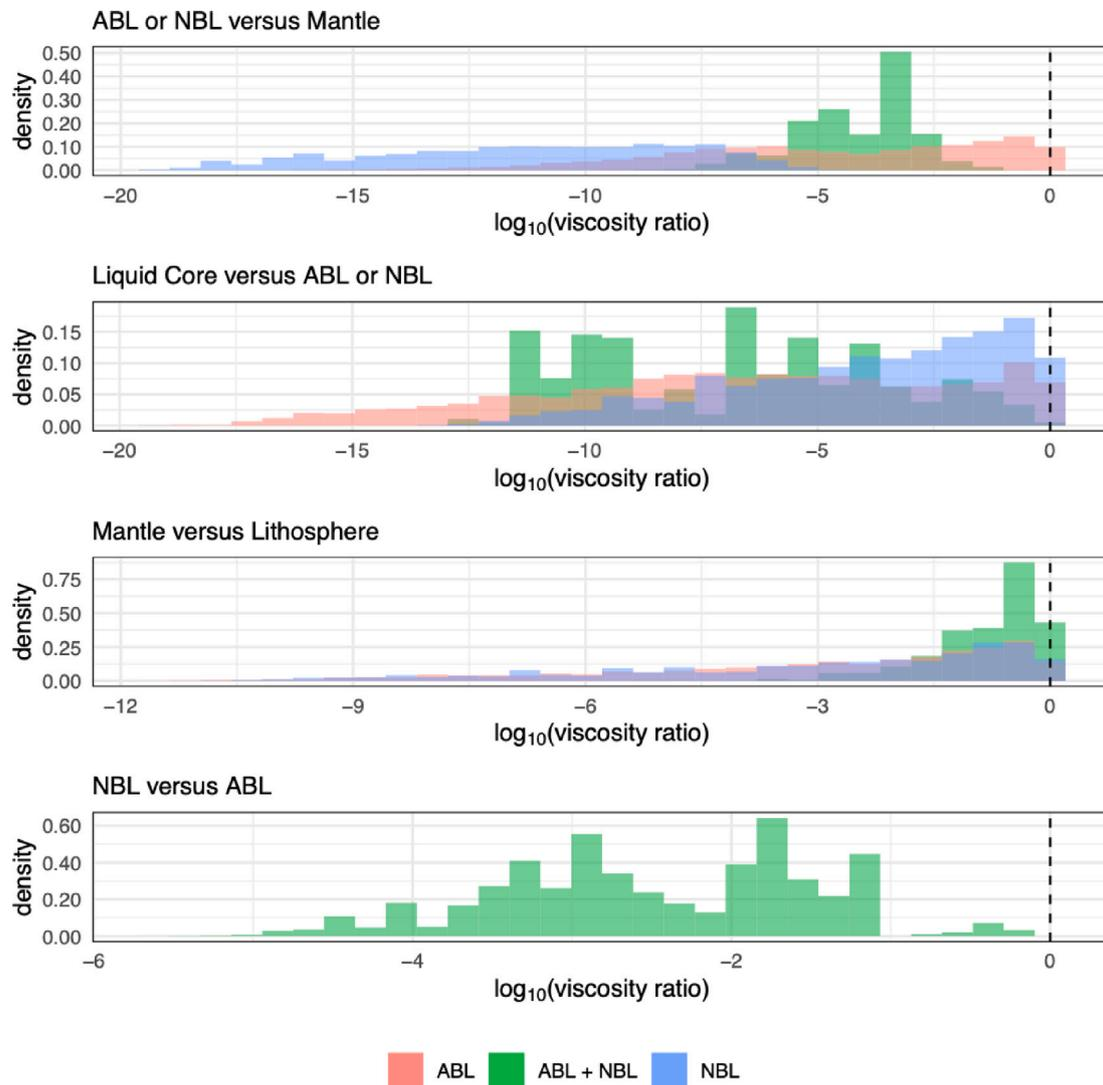 ABL or NBL versus Mantle
density
0.50
0.40
0.30
0.20
0.10
0.00
−20 −15 −10 −5 0
log10(viscosity ratio)
Liquid Core versus ABL or NBL
density
0.15
0.10
0.05
0.00
−20 −15 −10 −5 0
log10(viscosity ratio)
Mantle versus Lithosphere
density
0.75
0.50
0.25
0.00
−12 −9 −6 −3 0
log10(viscosity ratio)
NBL versus ABL
density
0.60
0.40
0.20
0.00
−6 −4 −2 0
log10(viscosity ratio)
ABL ABL + NBL NBL